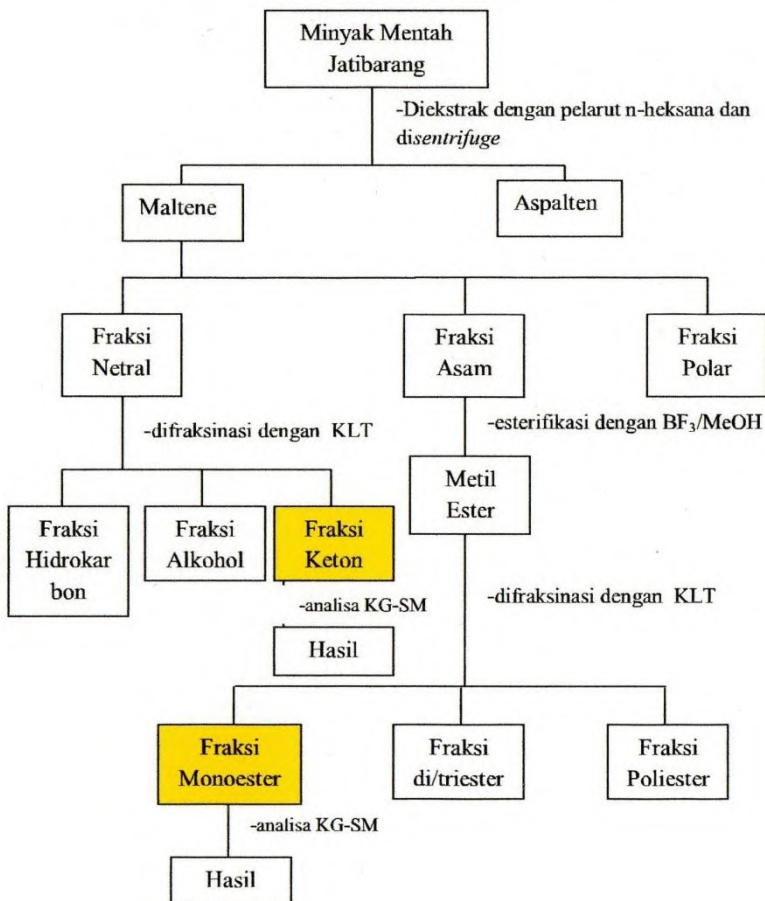 Minyak Mentah
Jatibarang
-Diekstrak dengan pelarut n-heksana dan
disentrifuge
Maltene
Aspalten
Fraksi
Netral
Fraksi
Asam
Fraksi
Polar
-difraksinasi dengan KLT
-esterifikasi dengan BF₃/MeOH
Metil
Ester
Fraksi
Hidrokar
bon
Fraksi
Alkohol
Fraksi
Keton
-analisa KG-SM
Hasil
-difraksinasi dengan KLT
Fraksi
Monoester
Fraksi
di/triester
Fraksi
Poliester
-analisa KG-SM
Hasil